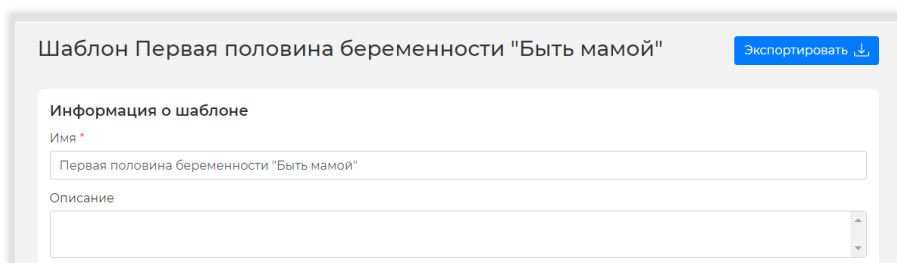 Шаблон Первая половина беременности "Быть мамой"
Экспортировать
Информация о шаблоне
Имя *
Первая половина беременности "Быть мамой"
Описание